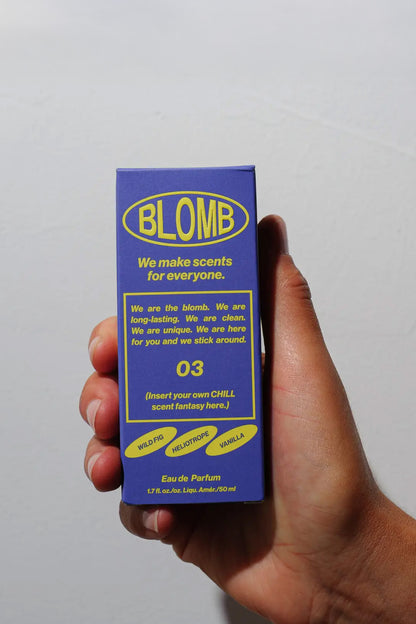 BLOMB
We make scents
for everyone.
We are the blomb. We are
long-lasting. We are clean.
We are unique. We are here
for you and we stick around.
03
(Insert your own CHILL
scent fantasy here.)
WILD FIG HELIOTROPE VANILLA
Eau de Parfum
1.7 fl. oz./oz. Liqu. Amér./50 ml